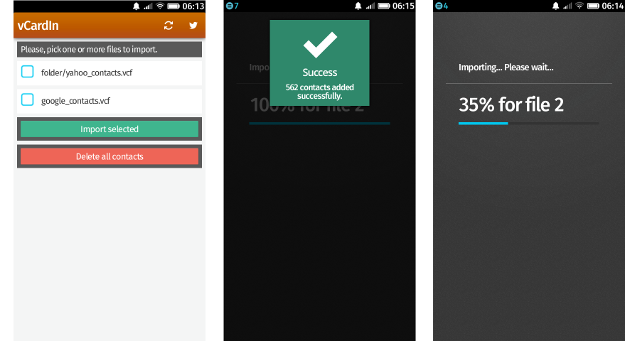 06:13
vCardIn
Please, pick one or more files to import.
folder/yahoo_contacts.vcf
google_contacts.vcf
Import selected
Delete all contacts
7
06:15
Success
562 contacts added
successfully.
Impo
100% for file 2
4
06:14
Importing... Please wait...
35% for file 2